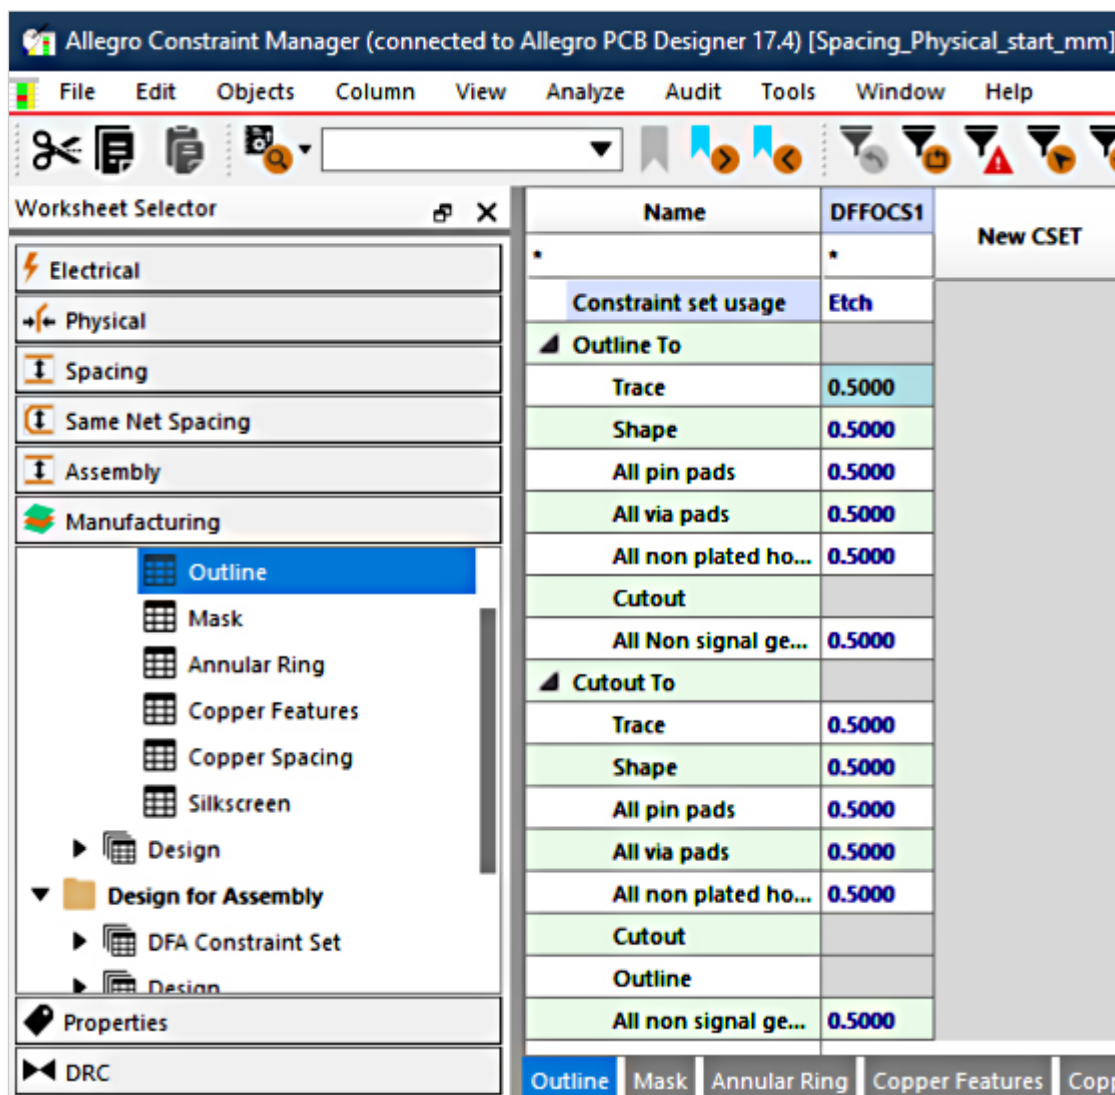 Allegro Constraint Manager (connected to Allegro PCB Designer 17.4) [Spacing_Physical_start_mm]
File Edit Objects Column View Analyze Audit Tools Window Help
Worksheet Selector
Electrical
Physical
Spacing
Same Net Spacing
Assembly
Manufacturing
Outline
Mask
Annular Ring
Copper Features
Copper Spacing
Silkscreen
Design
Design for Assembly
DFA Constraint Set
Design
Properties
DRC
Name DFFOCS1 New CSET
* *
Constraint set usage Etch
Outline To
Trace 0.5000
Shape 0.5000
All pin pads 0.5000
All via pads 0.5000
All non plated ho... 0.5000
Cutout
All Non signal ge... 0.5000
Cutout To
Trace 0.5000
Shape 0.5000
All pin pads 0.5000
All via pads 0.5000
All non plated ho... 0.5000
Cutout
Outline
All non signal ge... 0.5000
Outline Mask Annular Ring Copper Features Copp